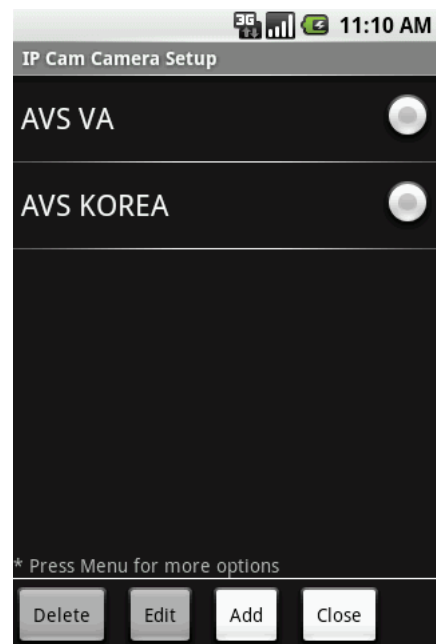 3G 11:10 AM
IP Cam Camera Setup
AVS VA
AVS KOREA
* Press Menu for more options
Delete Edit Add Close